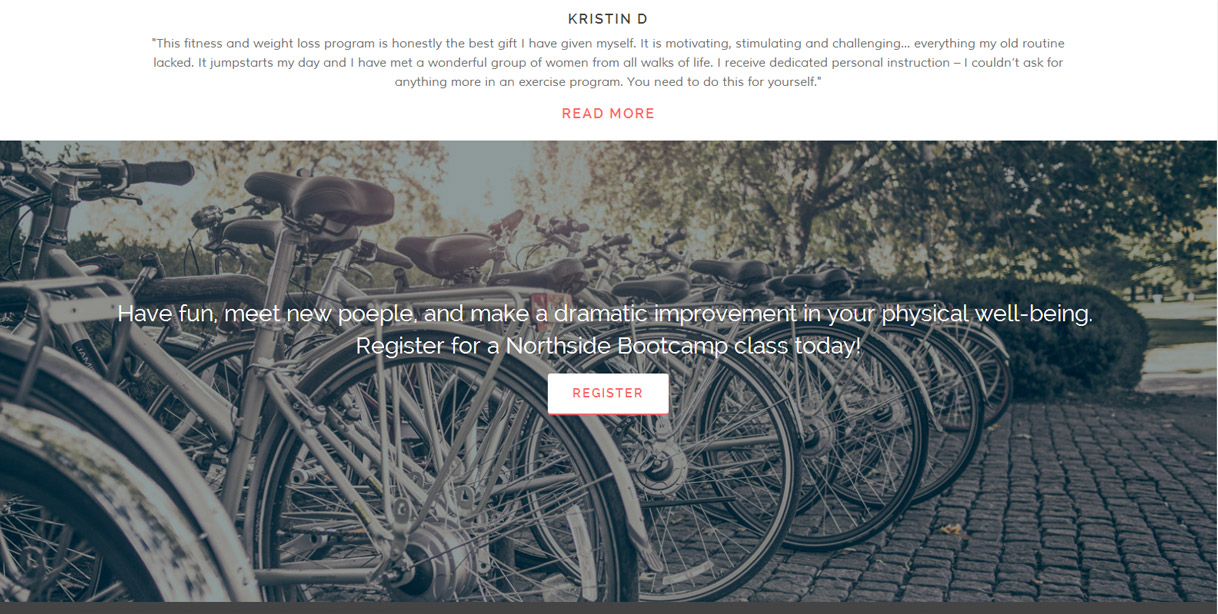 KRISTIN D
"This fitness and weight loss program is honestly the best gift I have given myself. It is motivating, stimulating and challenging... everything my old routine
lacked. It jumpstarts my day and I have met a wonderful group of women from all walks of life. I receive dedicated personal instruction – I couldn't ask for
anything more in an exercise program. You need to do this for yourself."
READ MORE
Have fun, meet new poeple, and make a dramatic improvement in your physical well-being.
Register for a Northside Bootcamp class today!
REGISTER